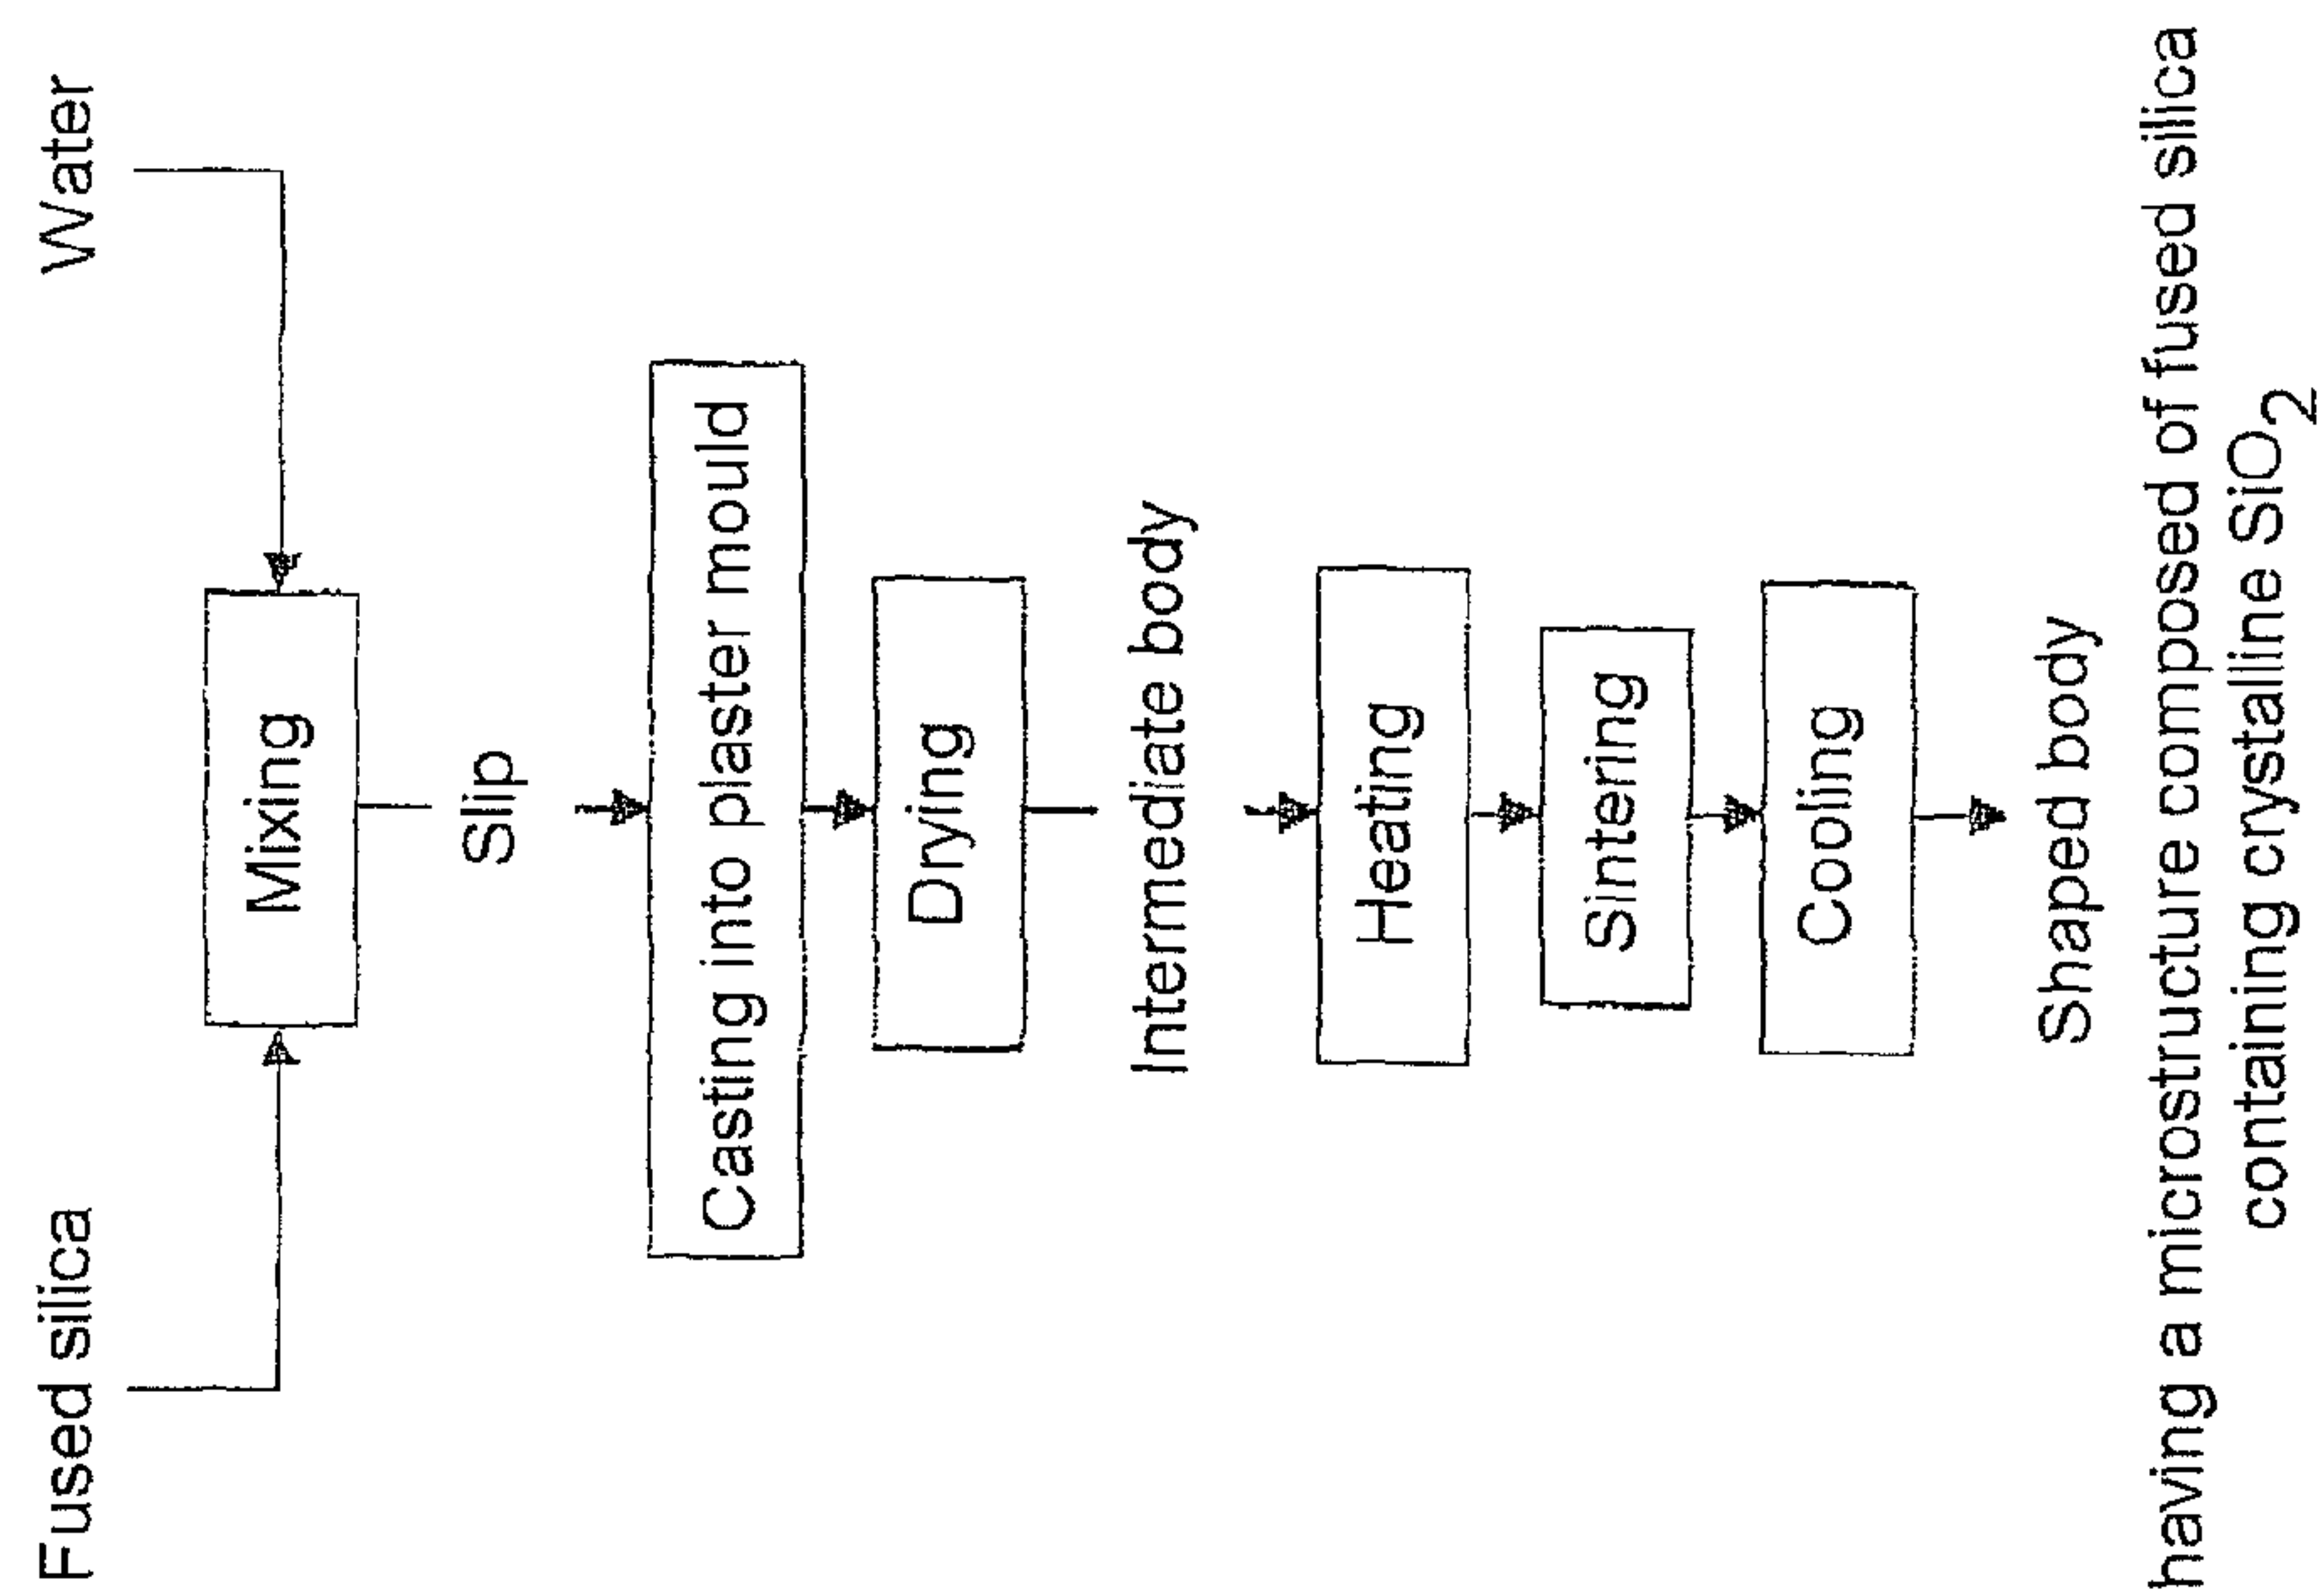 Fused silica
Water
Mixing
Slip
Casting into plaster mould
Drying
Intermediate body
Heating
Sintering
Cooling
Shaped body
having a microstructure composed of fused silica
containing crystalline SiO₂